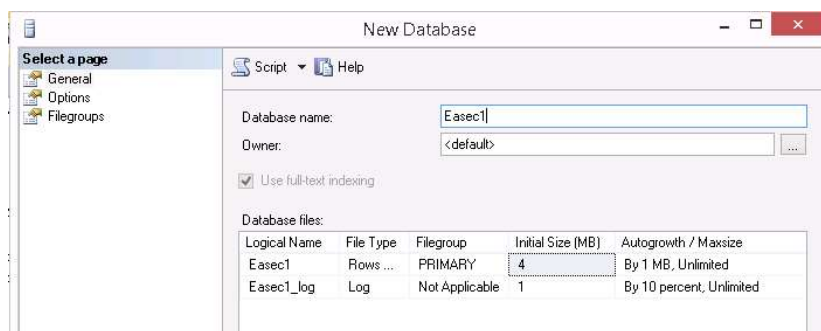 New Database
Select a page
General
Options
Filegroups
Script Help
Database name: Easec1
Owner: <default> ...
Use full-text indexing
Database files:
Logical Name File Type Filegroup Initial Size (MB) Autogrowth / Maxsize
Easec1 Rows ... PRIMARY 4 By 1 MB, Unlimited
Easec1_log Log Not Applicable 1 By 10 percent, Unlimited